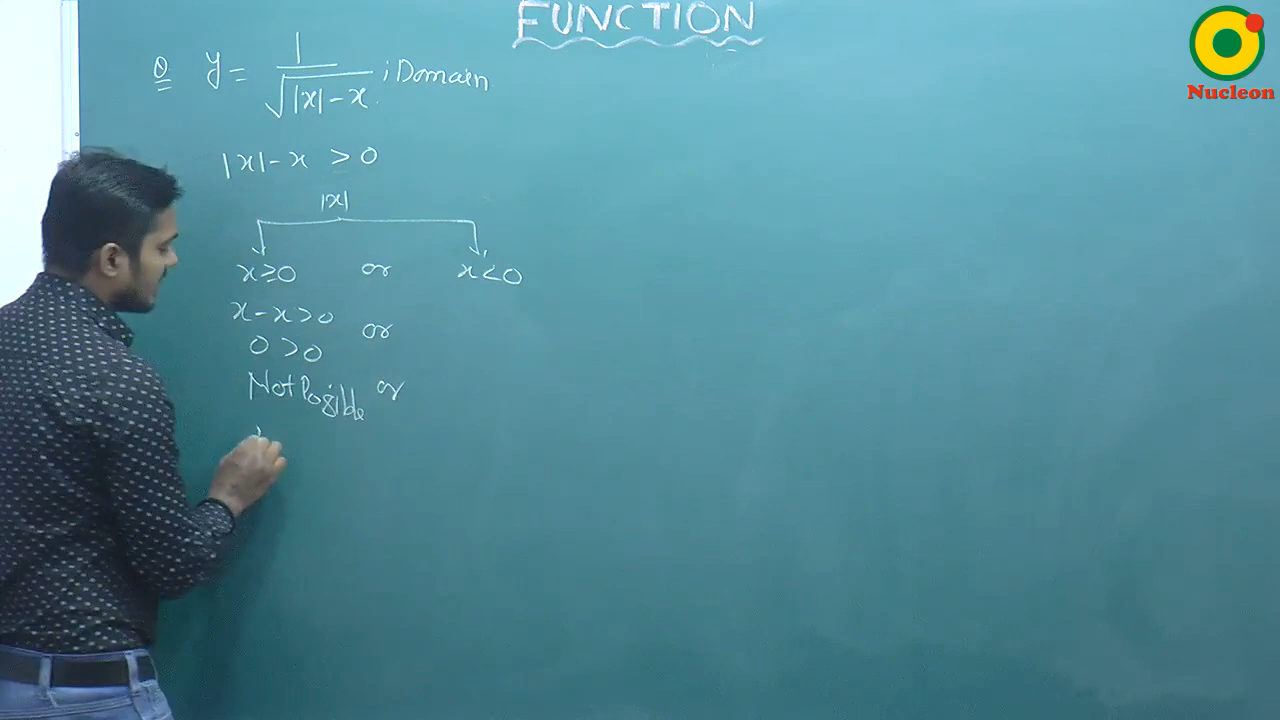 FUNCTION
Nucleon
Q y = 1/√|x|-x ; Domain
|x| - x > 0
|x|
x ≥ 0 or x < 0
x - x > 0
or
0 > 0
Not Possible or